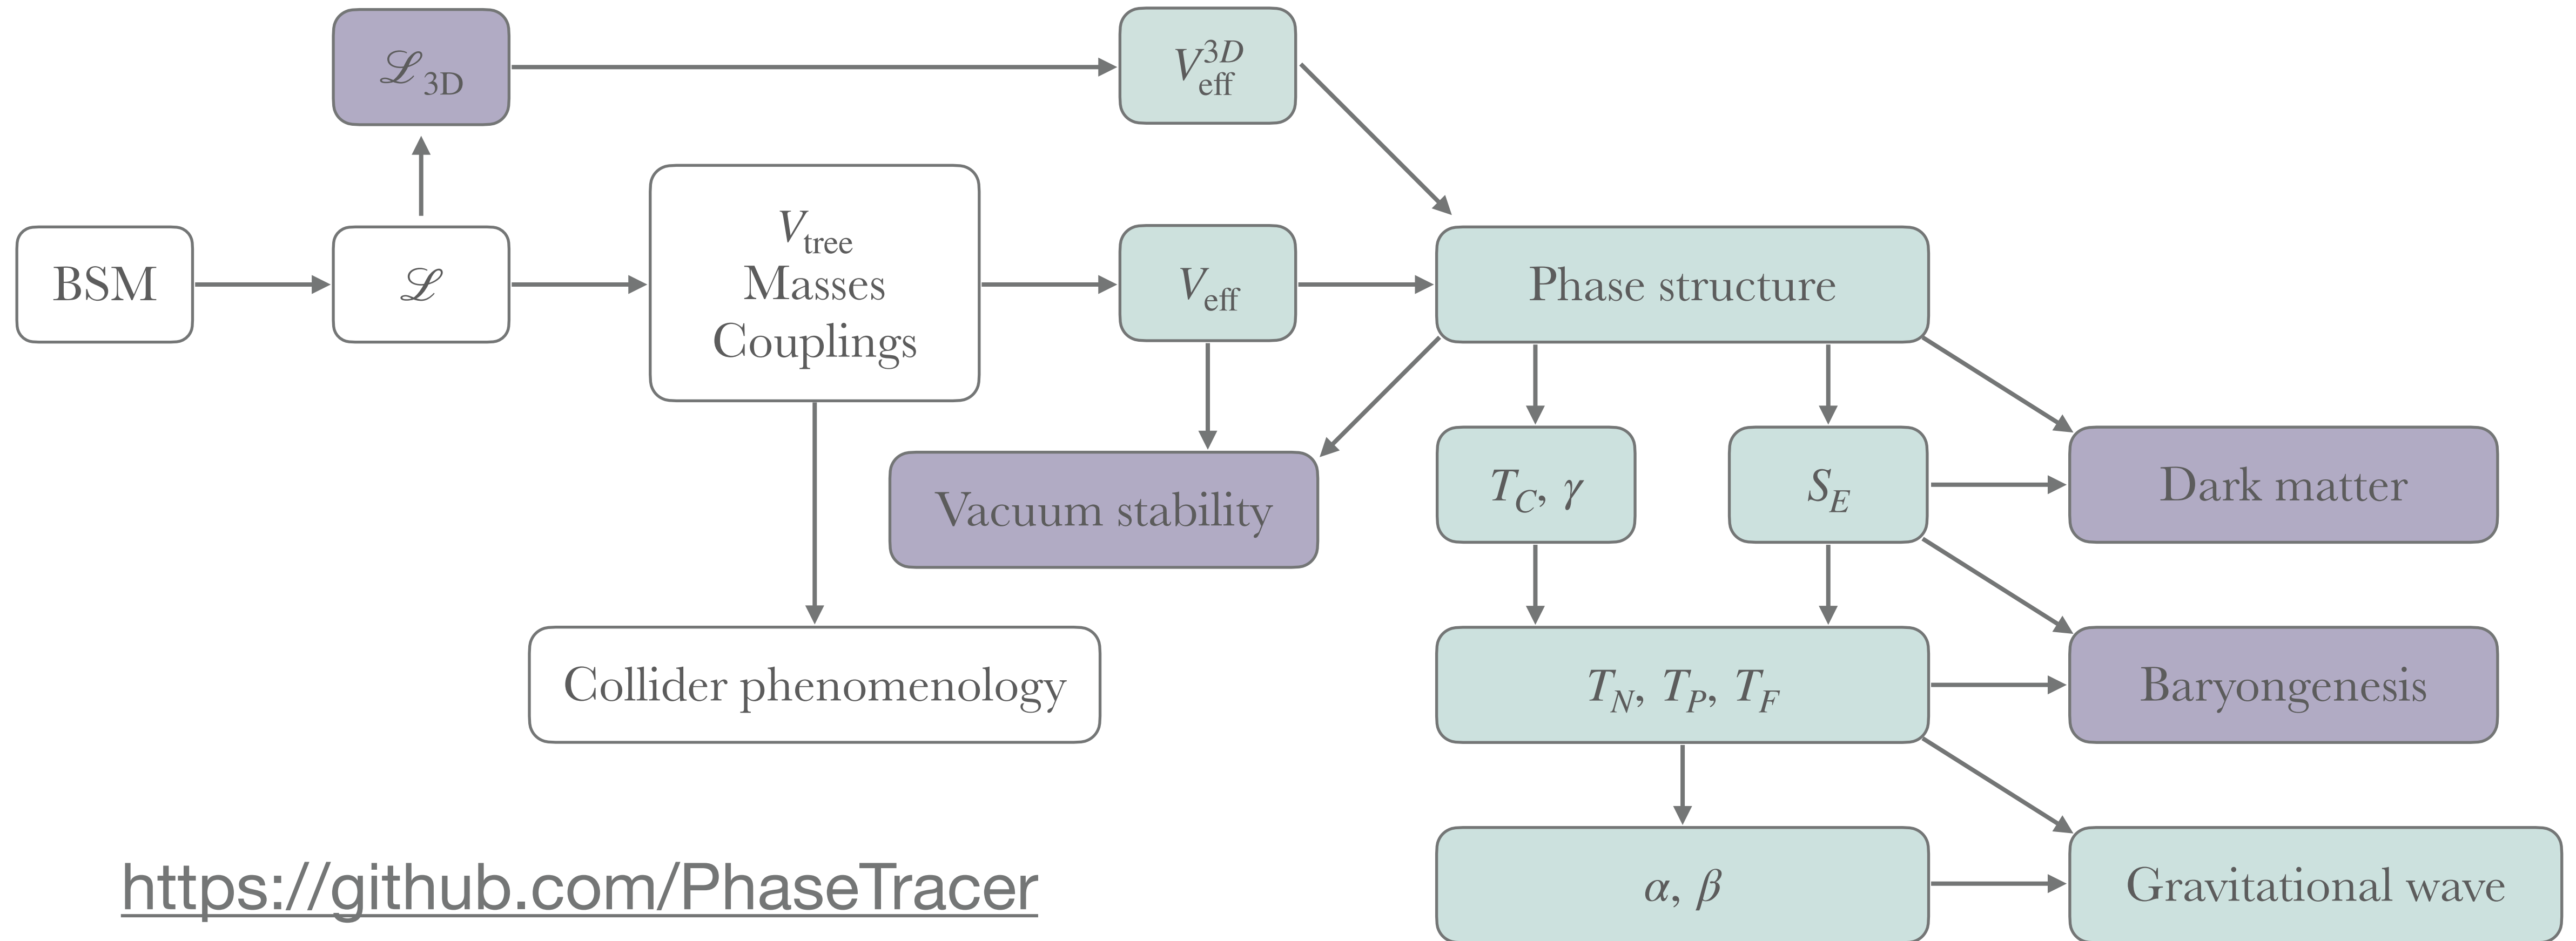 ℒ3D
V3Deff
BSM
ℒ
Vtree
Masses
Couplings
Veff
Phase structure
Vacuum stability
TC, γ
SE
Dark matter
Collider phenomenology
TN, TP, TF
Baryongenesis
https://github.com/PhaseTracer
α, β
Gravitational wave